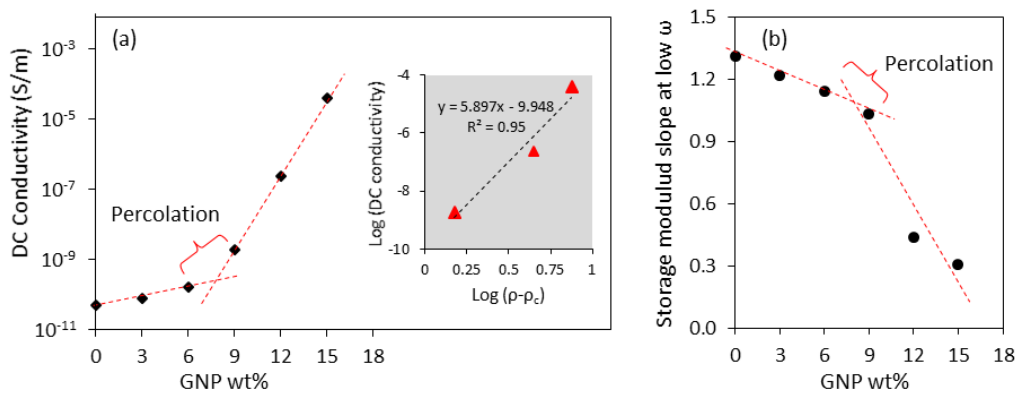 (a)
DC Conductivity (S/m)
10⁻³
10⁻⁵
10⁻⁷
10⁻⁹
10⁻¹¹
Percolation
0 3 6 9 12 15 18
GNP wt%
Log (DC conductivity)
-4
-6
-8
-10
y = 5.897x - 9.948
R² = 0.95
0 0.25 0.5 0.75 1
Log (ρ-ρc)
(b)
Storage modulud slope at low ω
1.5
1.2
0.9
0.6
0.3
0.0
Percolation
0 3 6 9 12 15 18
GNP wt%